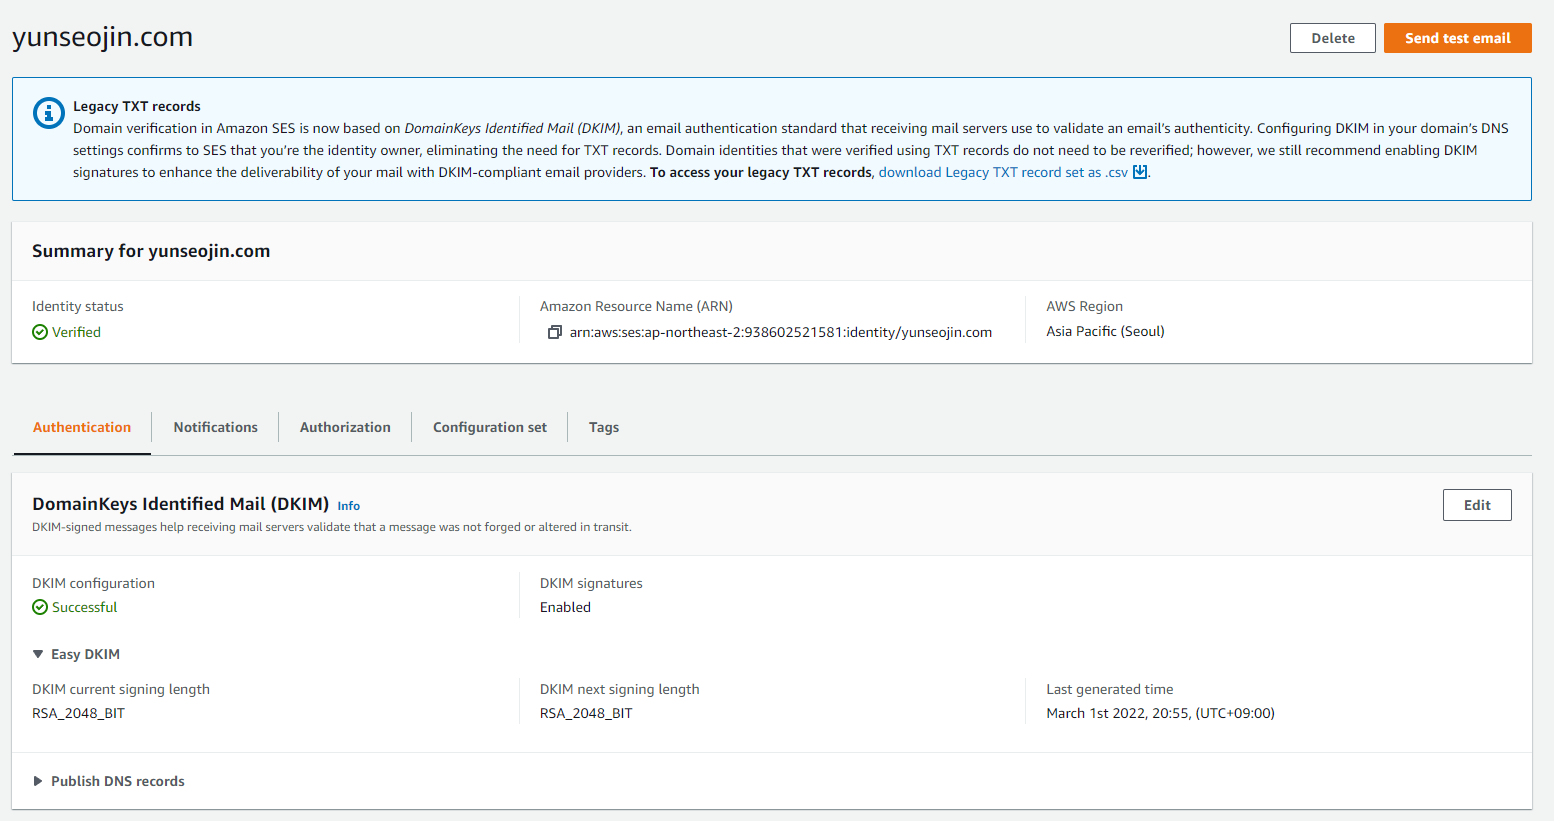 yunseojin.com
Delete
Send test email
Legacy TXT records
Domain verification in Amazon SES is now based on DomainKeys Identified Mail (DKIM), an email authentication standard that receiving mail servers use to validate an email's authenticity. Configuring DKIM in your domain's DNS
settings confirms to SES that you're the identity owner, eliminating the need for TXT records. Domain identities that were verified using TXT records do not need to be reverified; however, we still recommend enabling DKIM
signatures to enhance the deliverability of your mail with DKIM-compliant email providers. To access your legacy TXT records, download Legacy TXT record set as .csv.
Summary for yunseojin.com
Identity status
Verified
Amazon Resource Name (ARN)
arn:aws:ses:ap-northeast-2:938602521581:identity/yunseojin.com
AWS Region
Asia Pacific (Seoul)
Authentication
Notifications
Authorization
Configuration set
Tags
DomainKeys Identified Mail (DKIM) Info
DKIM-signed messages help receiving mail servers validate that a message was not forged or altered in transit.
Edit
DKIM configuration
Successful
DKIM signatures
Enabled
Easy DKIM
DKIM current signing length
RSA_2048_BIT
DKIM next signing length
RSA_2048_BIT
Last generated time
March 1st 2022, 20:55, (UTC+09:00)
Publish DNS records